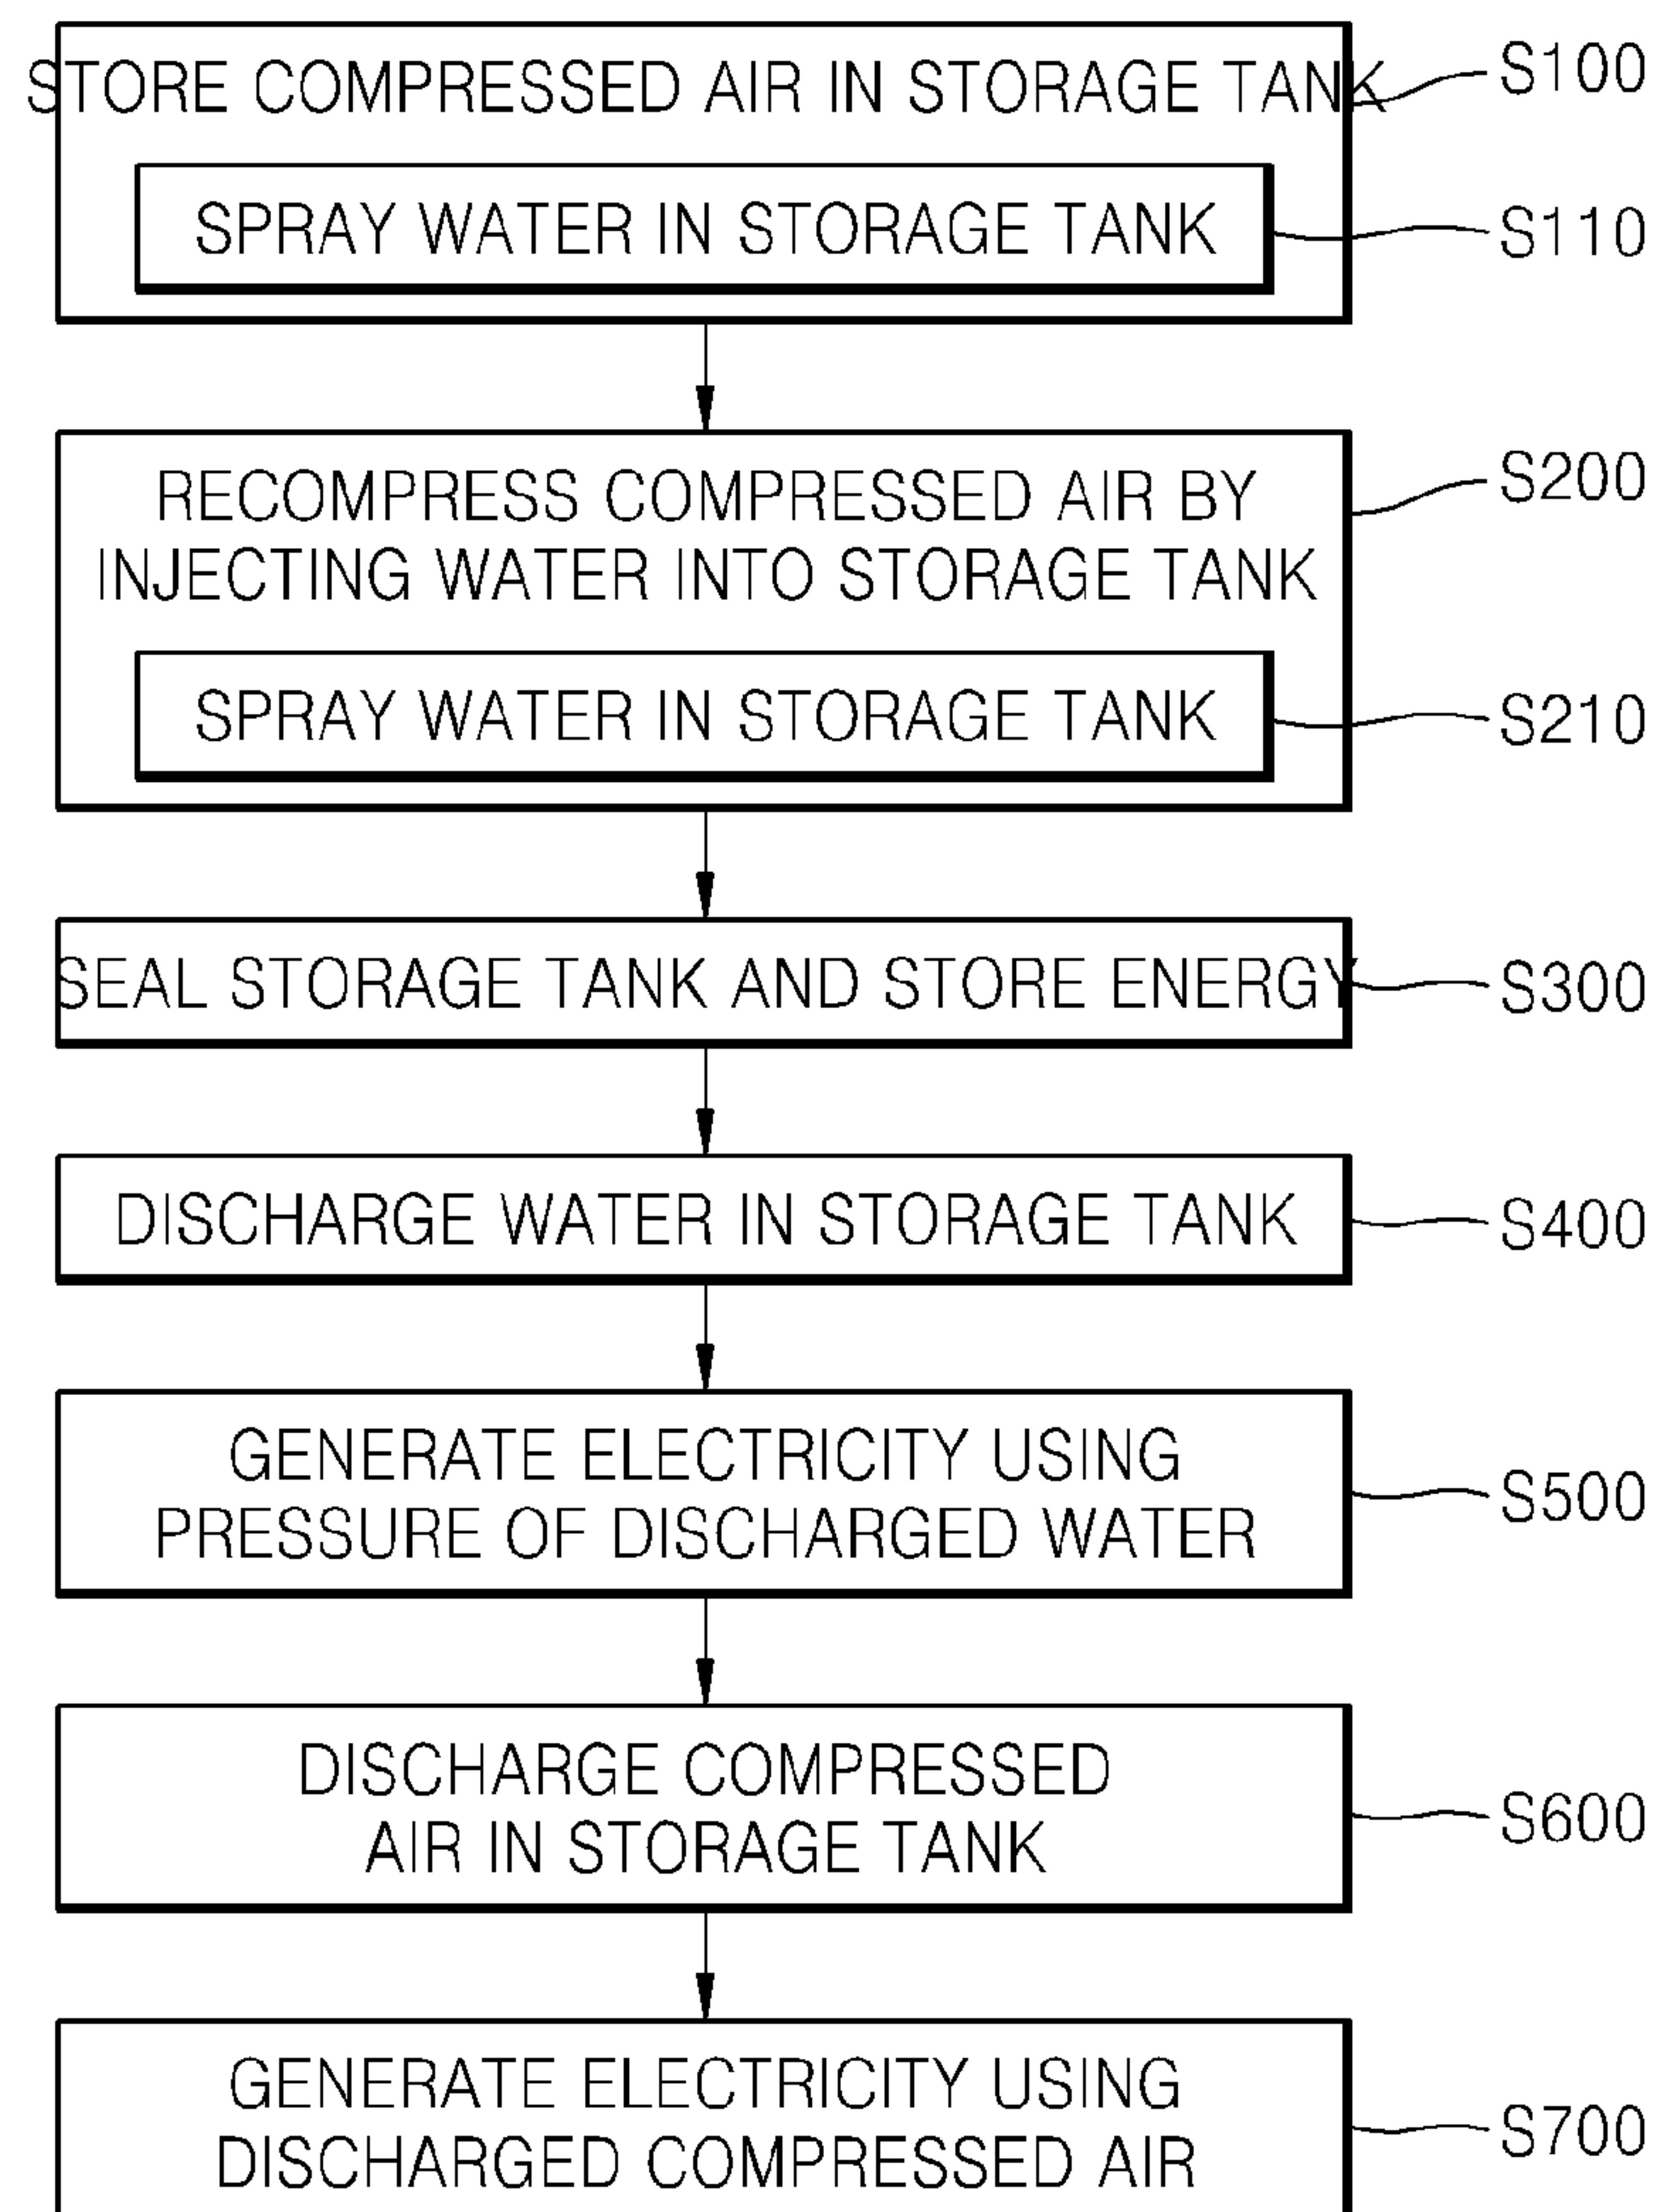 STORE COMPRESSED AIR IN STORAGE TANK
S100
SPRAY WATER IN STORAGE TANK
S110
RECOMPRESS COMPRESSED AIR BY
INJECTING WATER INTO STORAGE TANK
S200
SPRAY WATER IN STORAGE TANK
S210
SEAL STORAGE TANK AND STORE ENERGY
S300
DISCHARGE WATER IN STORAGE TANK
S400
GENERATE ELECTRICITY USING
PRESSURE OF DISCHARGED WATER
S500
DISCHARGE COMPRESSED
AIR IN STORAGE TANK
S600
GENERATE ELECTRICITY USING
DISCHARGED COMPRESSED AIR
S700